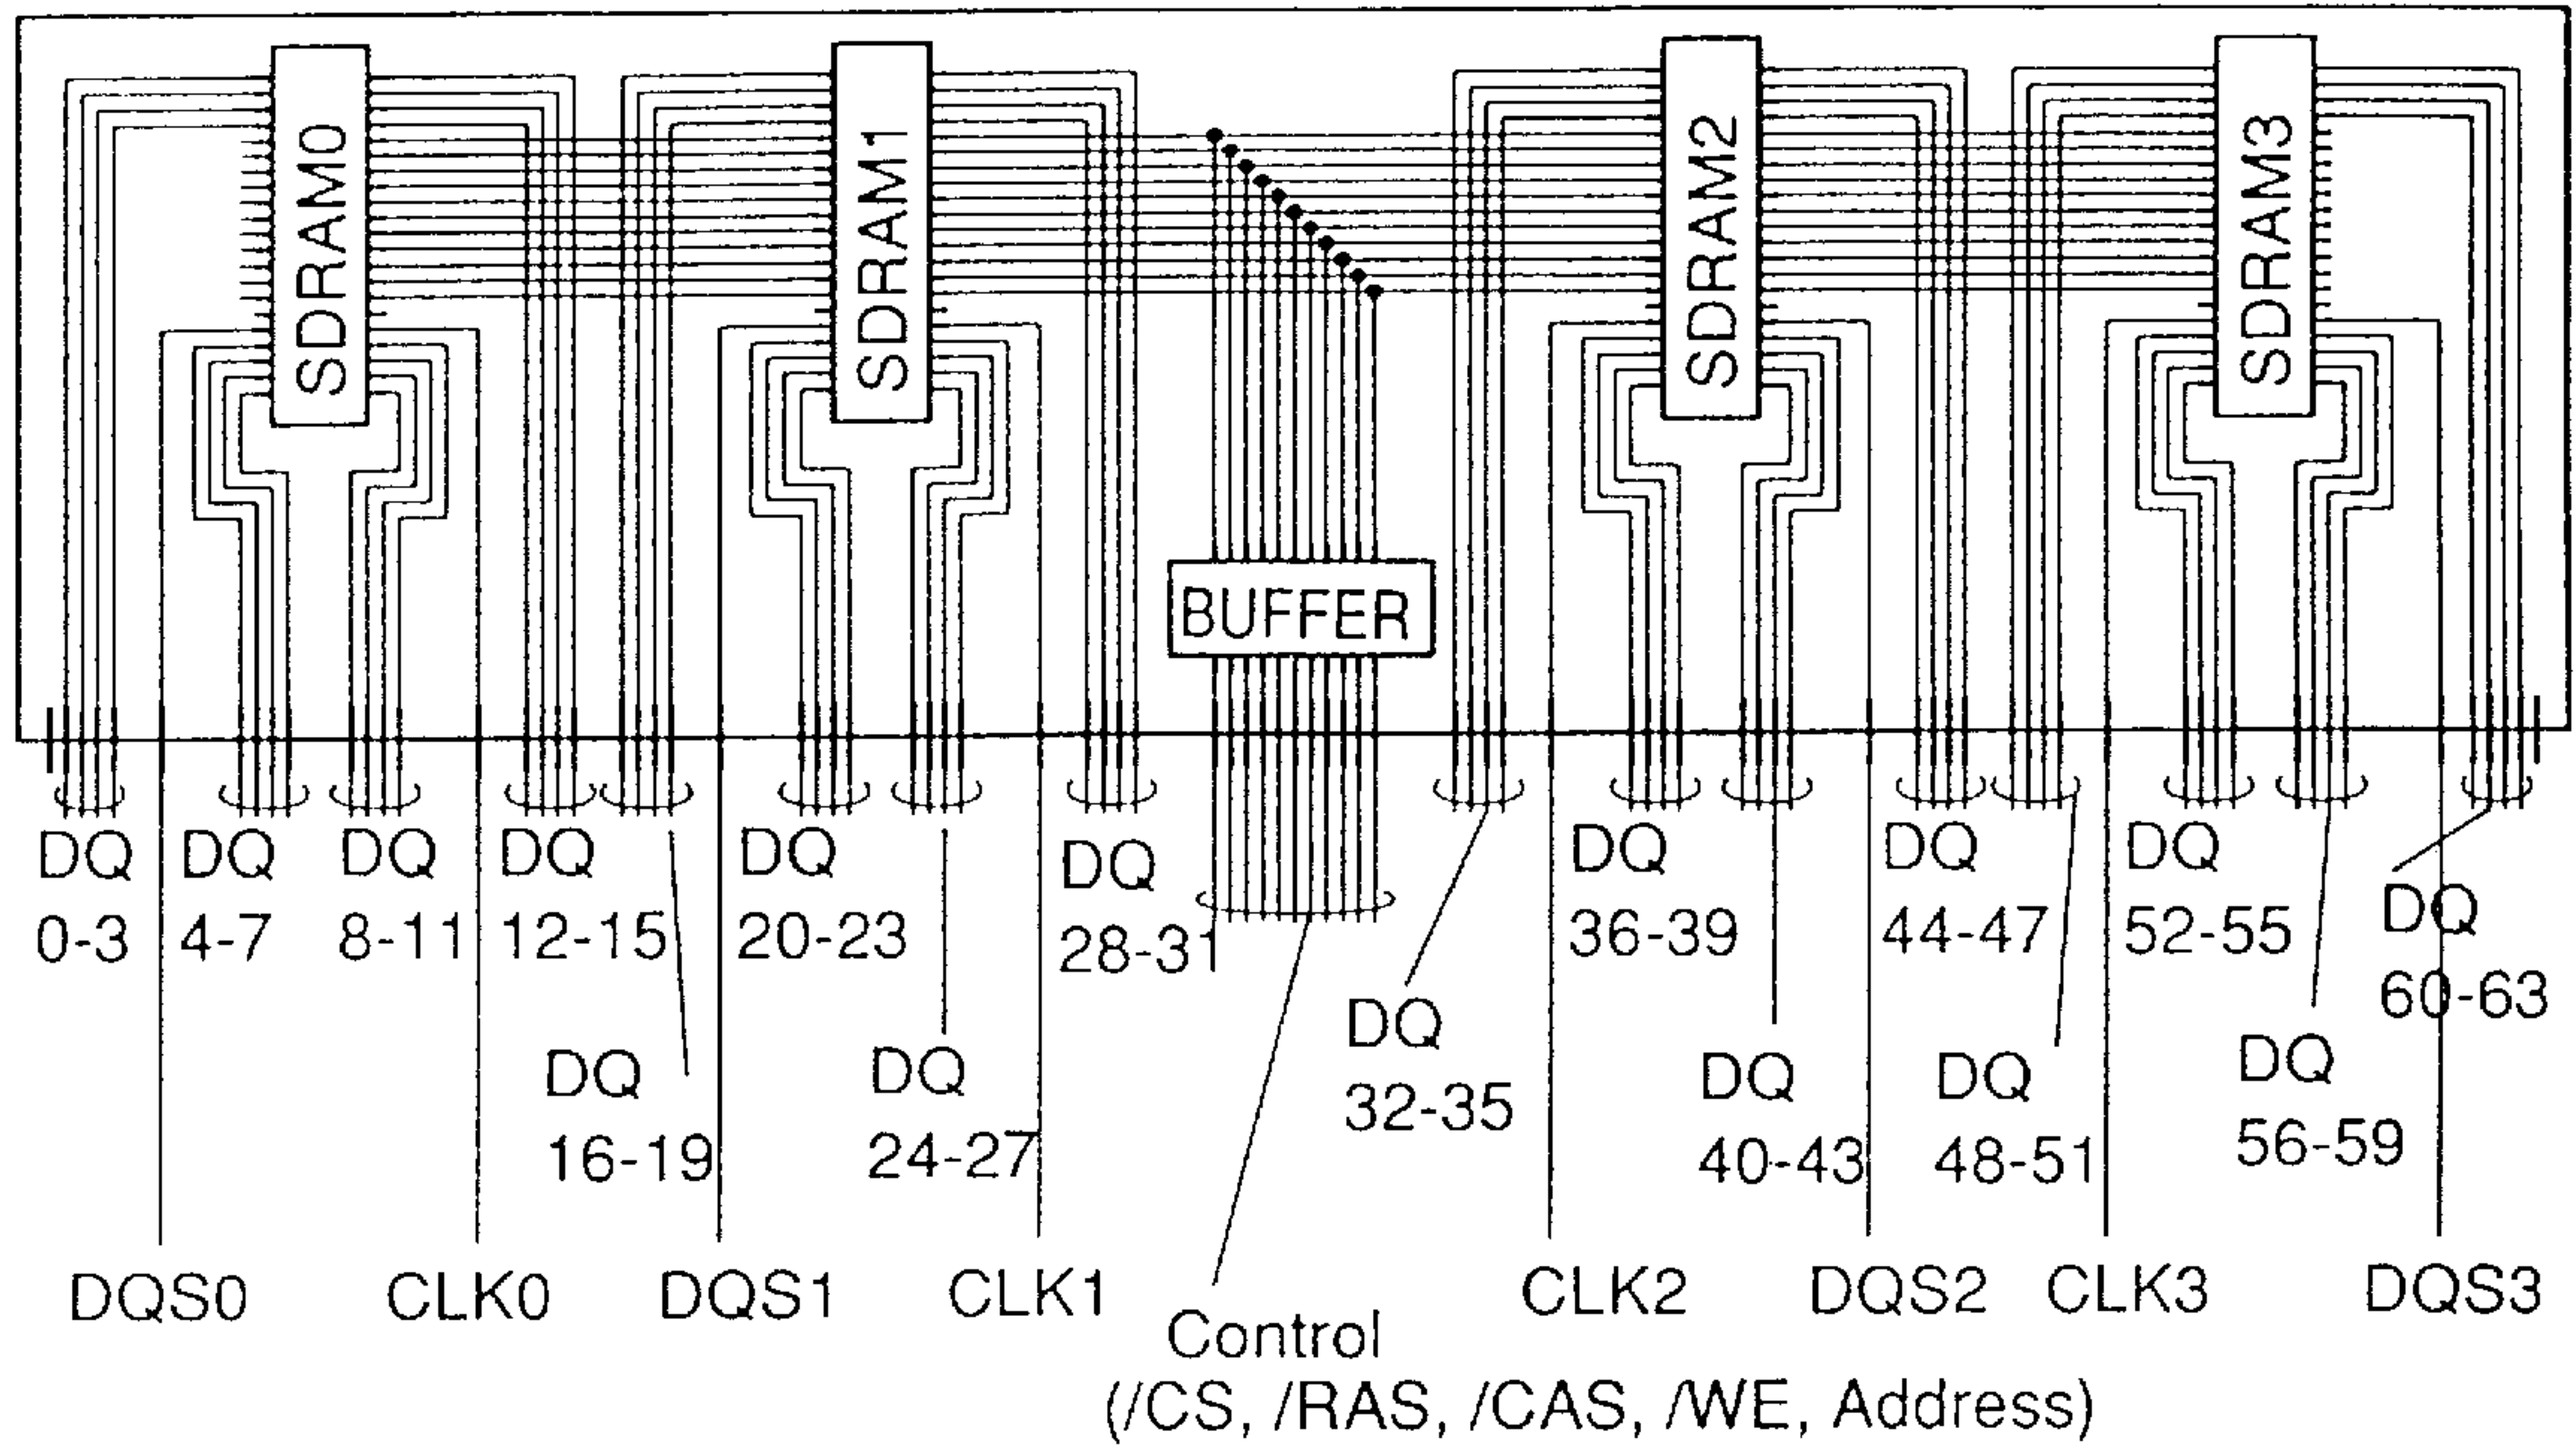 SDRAM0
SDRAM1
SDRAM2
SDRAM3
BUFFER
DQ
0-3
DQ
4-7
DQ
8-11
DQ
12-15
DQ
16-19
DQ
20-23
DQ
24-27
DQ
28-31
DQ
32-35
DQ
36-39
DQ
40-43
DQ
44-47
DQ
48-51
DQ
52-55
DQ
56-59
DQ
60-63
DQS0
CLK0
DQS1
CLK1
Control
(/CS, /RAS, /CAS, /WE, Address)
CLK2
DQS2
CLK3
DQS3